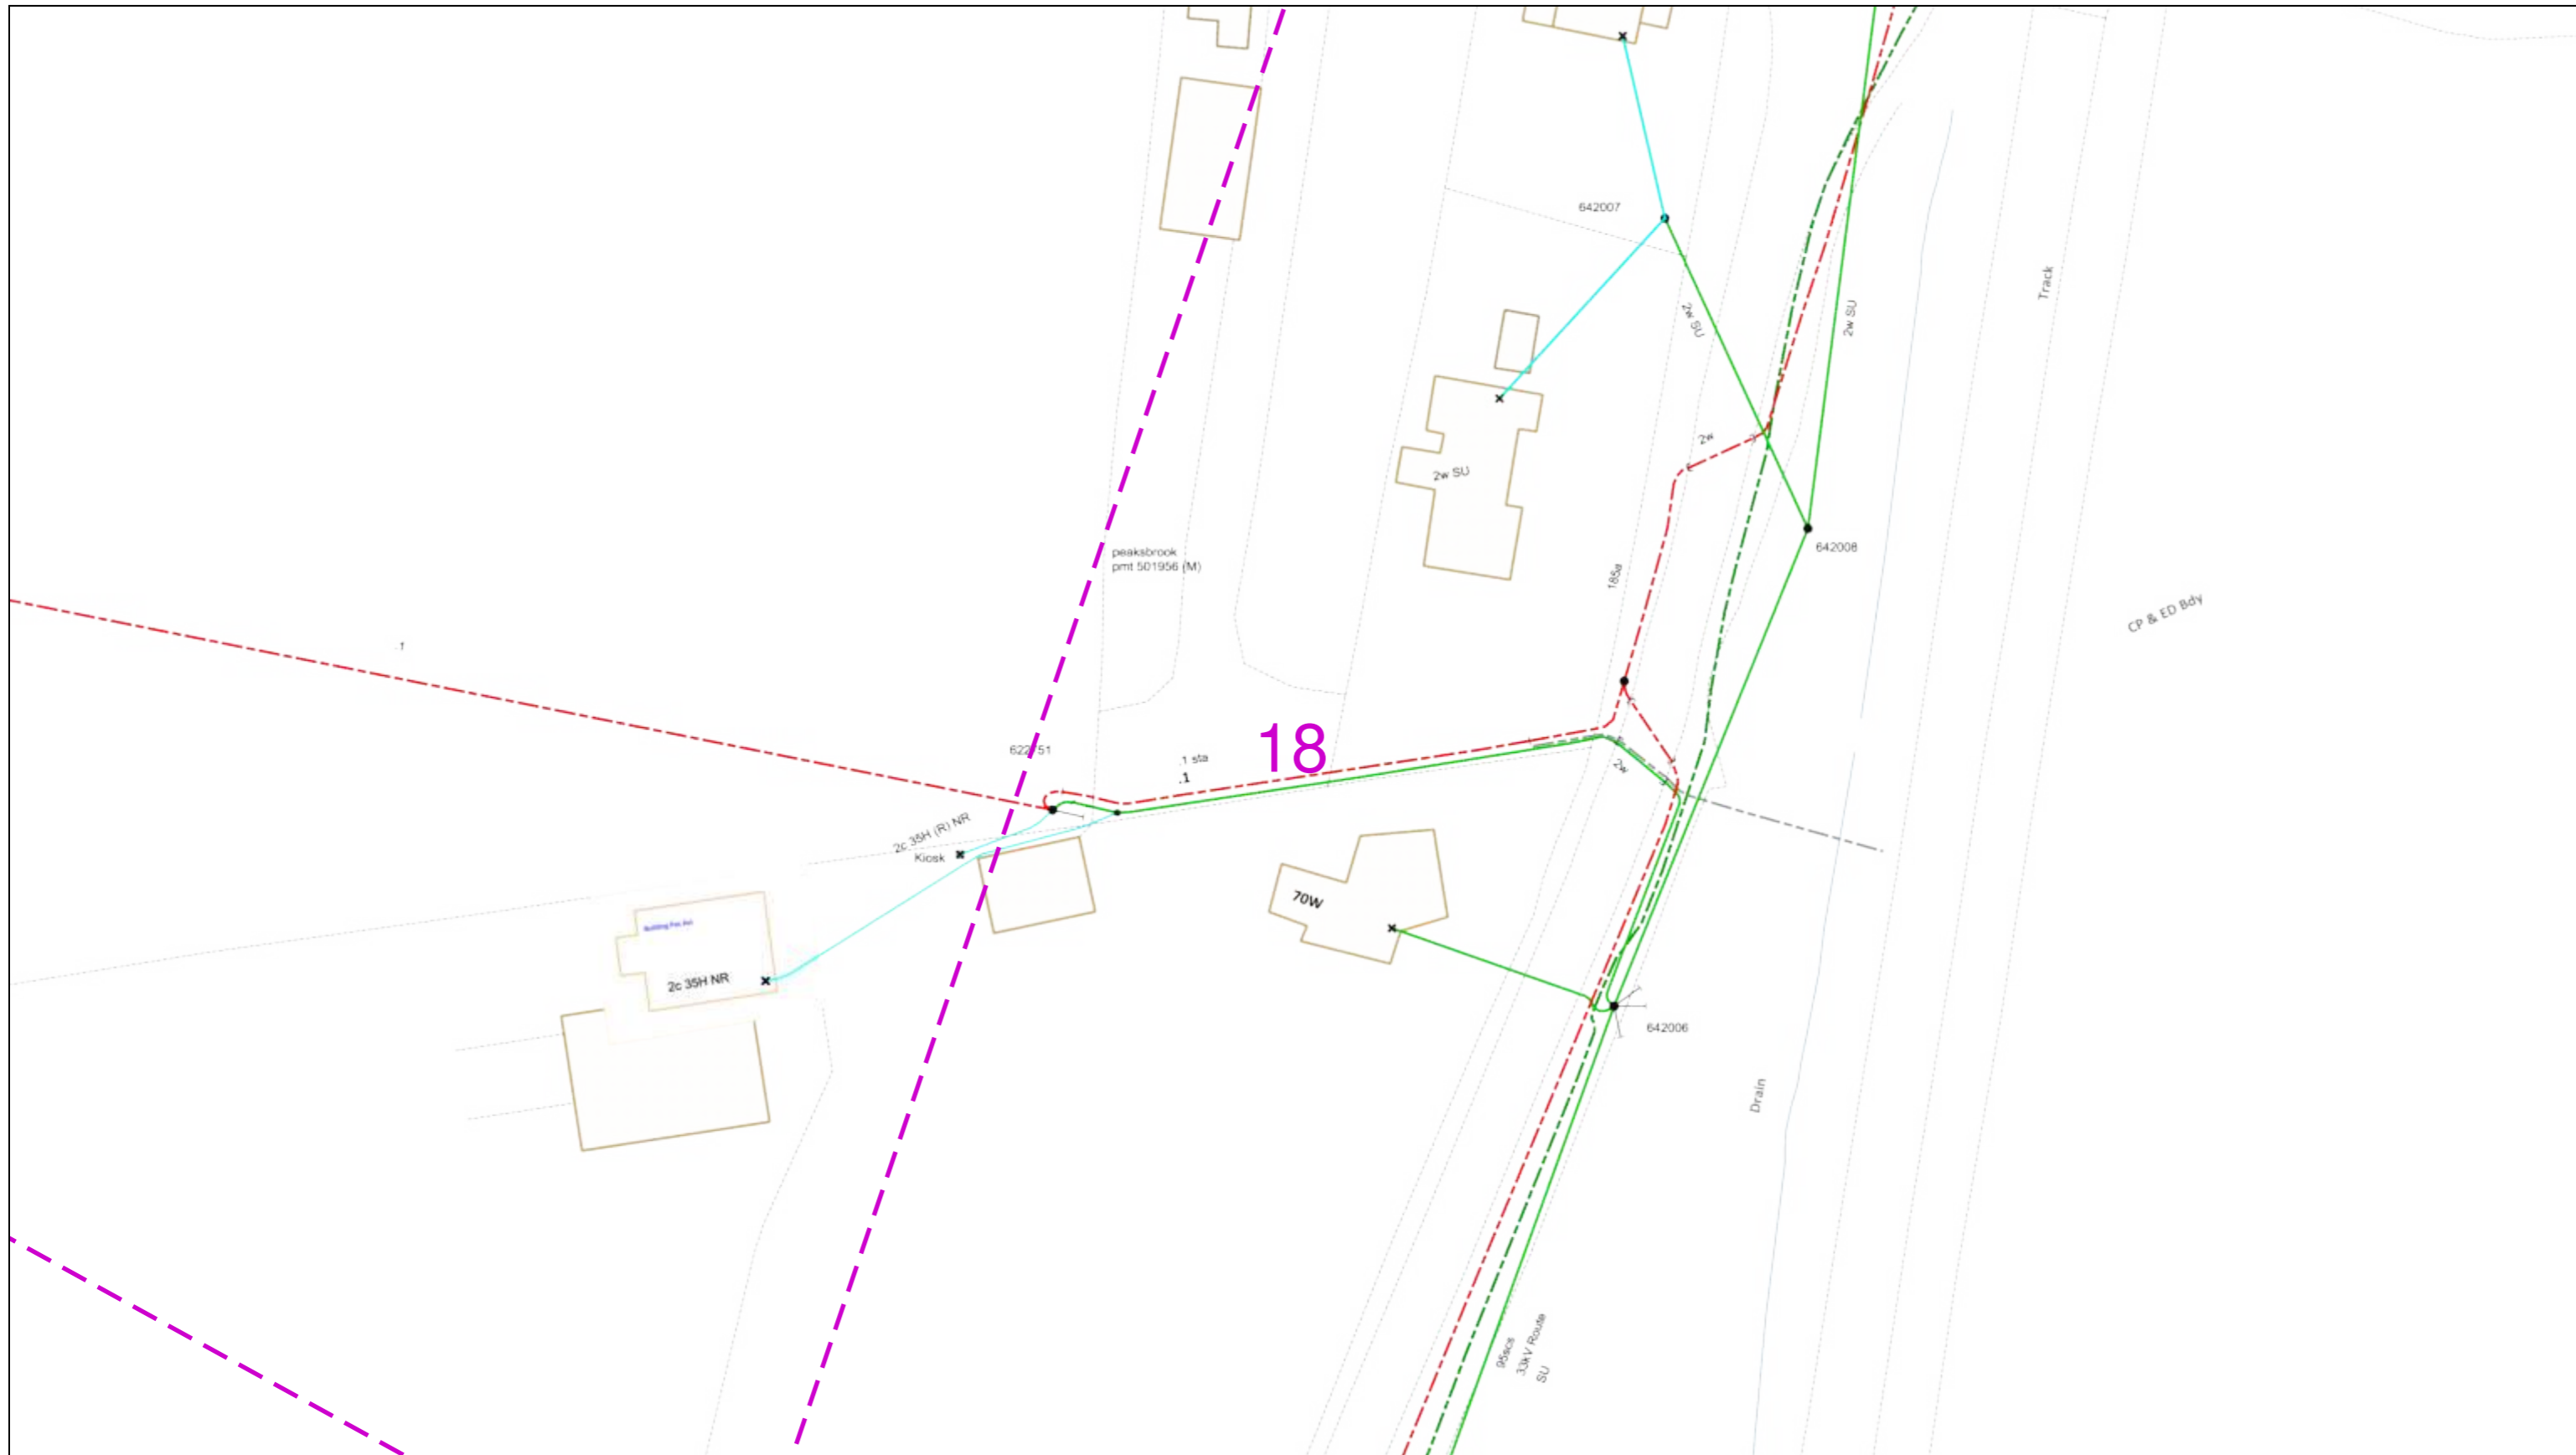 642007
Track
2w SU
2w SU
2w
2w SU
642008
peaksbrook
pmt 501956 (M)
185a
CP & ED Bdy
.1
622751
18
.1 sta
.1
2w
2c 35H (R) NR
Kiosk
70W
2c 35H NR
642006
Drain
95scs
33kV Route
SU